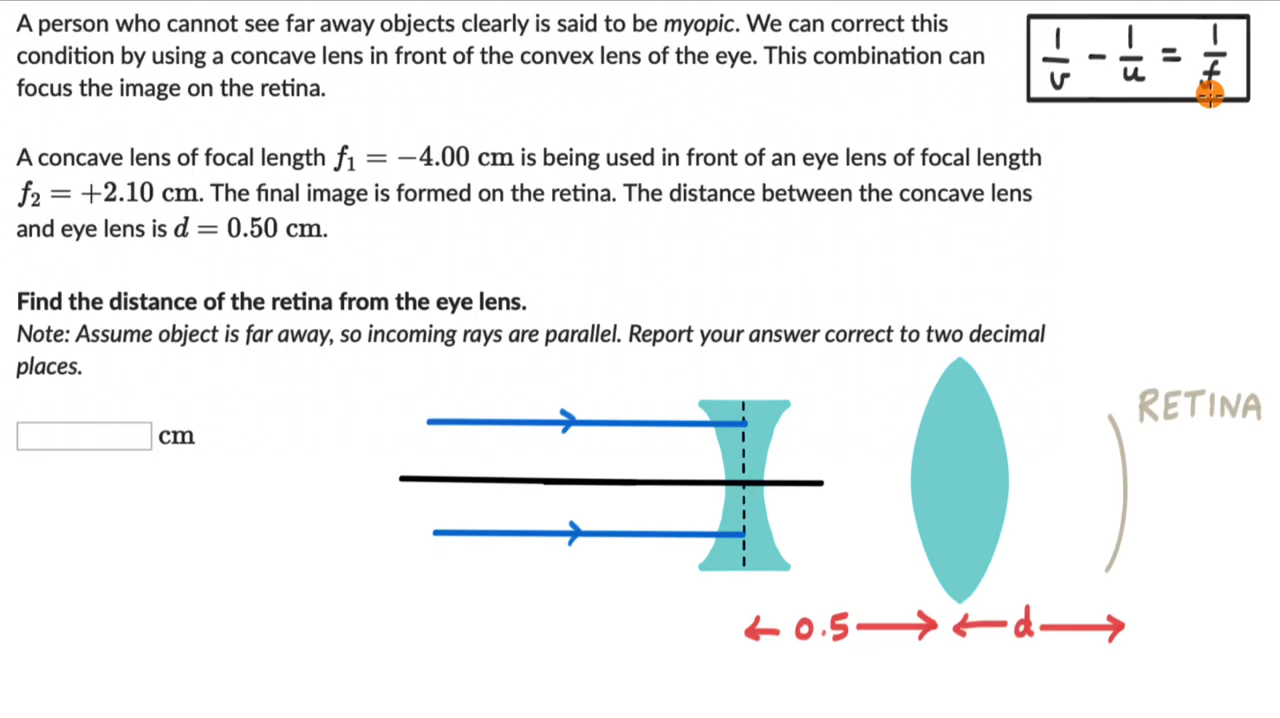 A person who cannot see far away objects clearly is said to be myopic. We can correct this
condition by using a concave lens in front of the convex lens of the eye. This combination can
focus the image on the retina.
1/v - 1/u = 1/f
A concave lens of focal length f₁ = −4.00 cm is being used in front of an eye lens of focal length
f₂ = +2.10 cm. The final image is formed on the retina. The distance between the concave lens
and eye lens is d = 0.50 cm.
Find the distance of the retina from the eye lens.
Note: Assume object is far away, so incoming rays are parallel. Report your answer correct to two decimal
places.
cm
RETINA
0.5
d